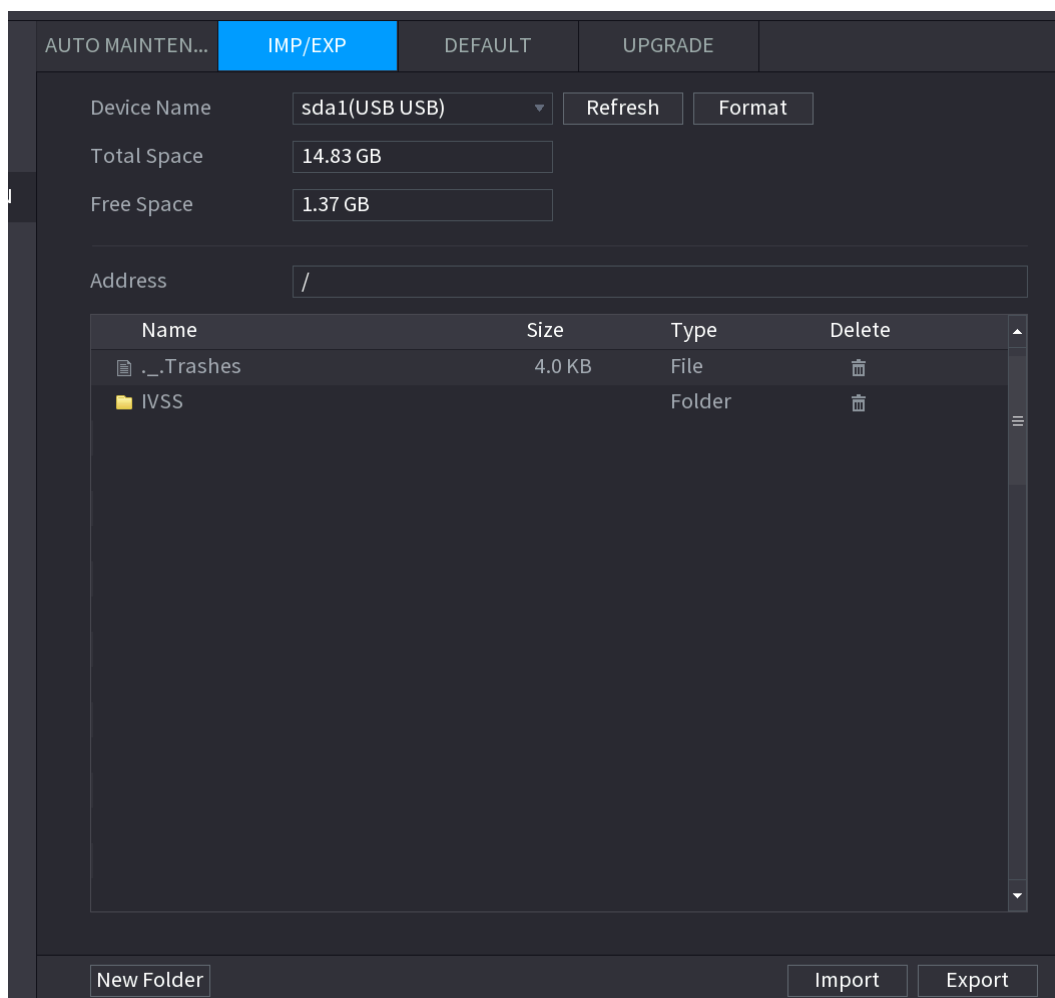 AUTO MAINTEN... IMP/EXP DEFAULT UPGRADE
Device Name sda1(USB USB) Refresh Format
Total Space 14.83 GB
Free Space 1.37 GB
Address /
Name Size Type Delete
._.Trashes 4.0 KB File
IVSS Folder
New Folder Import Export